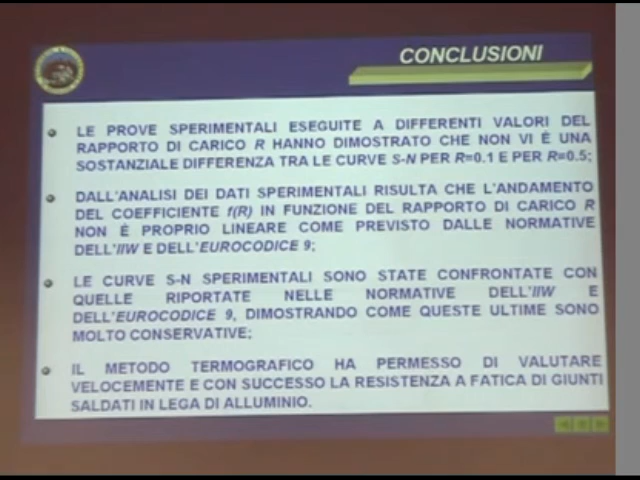 CONCLUSIONI
LE PROVE SPERIMENTALI ESEGUITE A DIFFERENTI VALORI DEL
RAPPORTO DI CARICO R HANNO DIMOSTRATO CHE NON VI È UNA
SOSTANZIALE DIFFERENZA TRA LE CURVE S-N PER R=0.1 E PER R=0.5;
DALL'ANALISI DEI DATI SPERIMENTALI RISULTA CHE L'ANDAMENTO
DEL COEFFICIENTE f(R) IN FUNZIONE DEL RAPPORTO DI CARICO R
NON È PROPRIO LINEARE COME PREVISTO DALLE NORMATIVE
DELL'IIW E DELL'EUROCODICE 9;
LE CURVE S-N SPERIMENTALI SONO STATE CONFRONTATE CON
QUELLE RIPORTATE NELLE NORMATIVE DELL'IIW E
DELL'EUROCODICE 9, DIMOSTRANDO COME QUESTE ULTIME SONO
MOLTO CONSERVATIVE;
IL METODO TERMOGRAFICO HA PERMESSO DI VALUTARE
VELOCEMENTE E CON SUCCESSO LA RESISTENZA A FATICA DI GIUNTI
SALDATI IN LEGA DI ALLUMINIO.